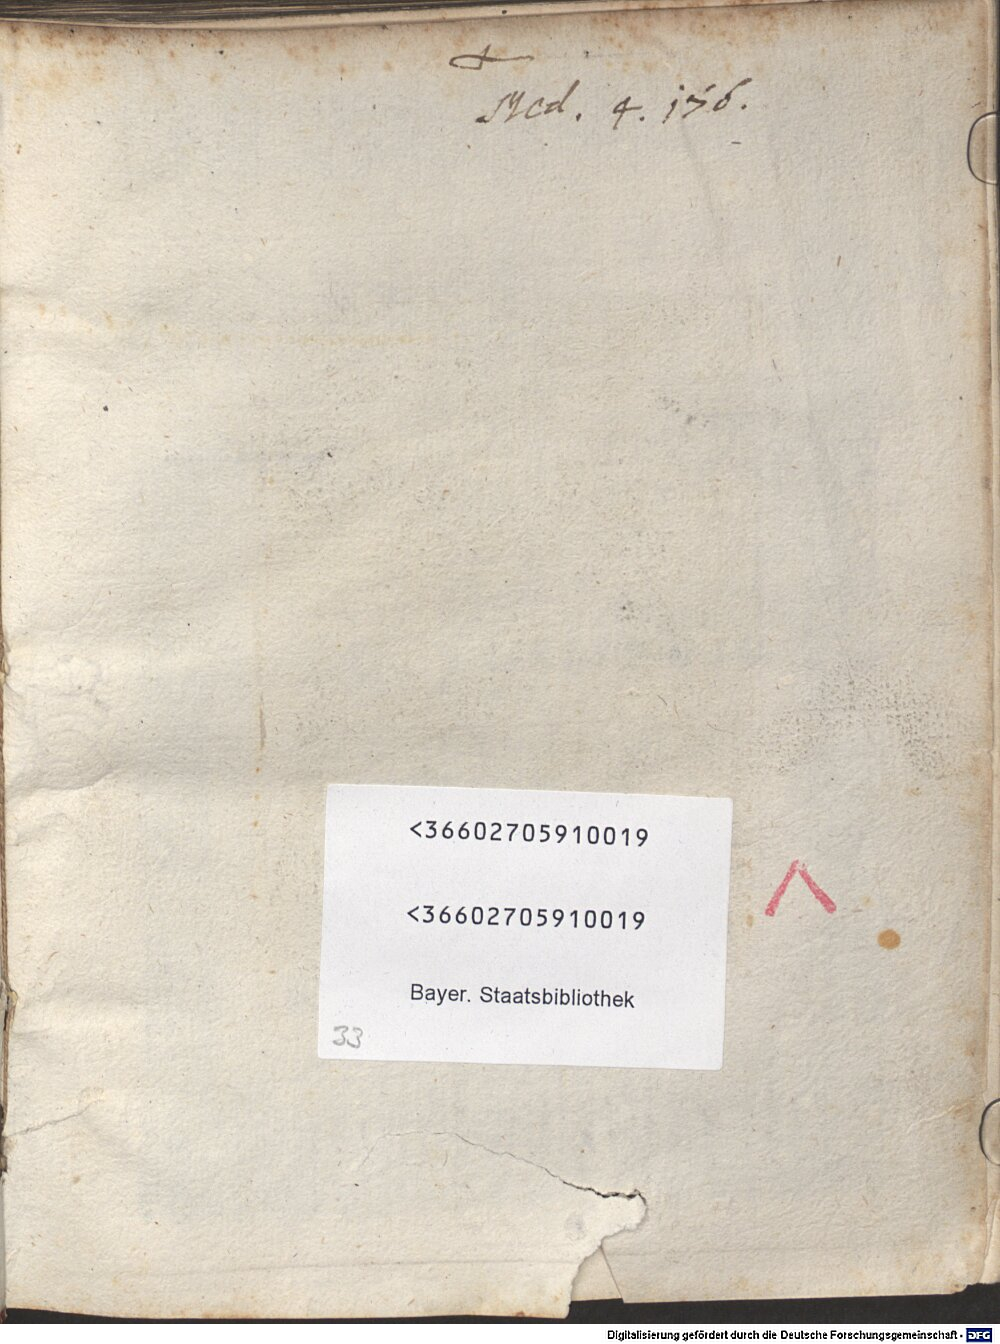 Med. 4. 176.
<36602705910019
<36602705910019
Bayer. Staatsbibliothek
33
Digitalisierung gefördert durch die Deutsche Forschungsgemeinschaft - DFG